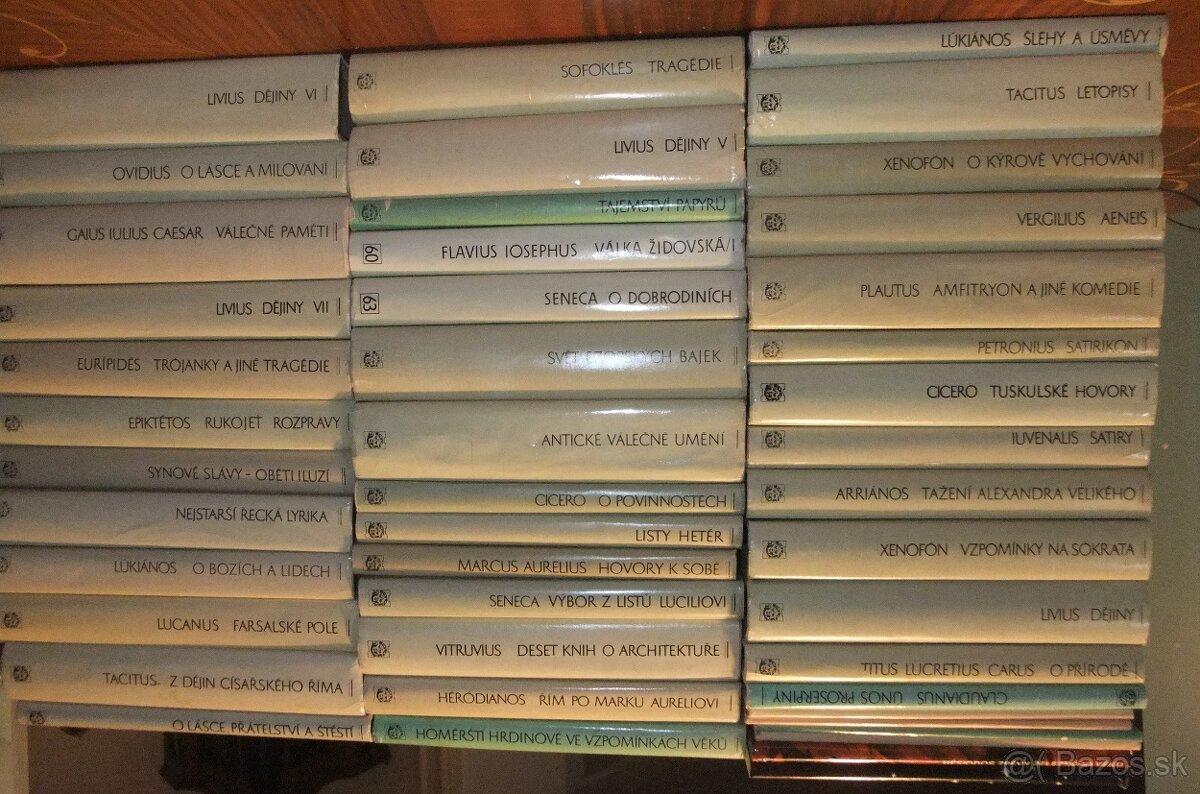 LIVIUS DĚJINY VI
OVIDIUS O LÁSCE A MILOVÁNÍ
GAIUS IULIUS CAESAR VÁLEČNÉ PAMĚTI
LIVIUS DĚJINY VII
EURÍPIDÉS TRÓJANKY A JINÉ TRAGÉDIE
EPIKTÉTOS RUKOJEŤ ROZPRAVY
SYNOVÉ SLÁVY - OBĚTI ILUZÍ
NEJSTARŠÍ ŘECKÁ LYRIKA
LÚKIÁNOS O BOZÍCH A LIDECH
LUCANUS FARSALSKÉ POLE
TACITUS Z DĚJIN CÍSAŘSKÉHO ŘÍMA
O LÁSCE PŘÁTELSTVÍ A ŠTĚSTÍ
SOFOKLÉS TRAGÉDIE
LIVIUS DĚJINY V
TAJEMSTVÍ PAPYRŮ
60 FLAVIUS IOSEPHUS VÁLKA ŽIDOVSKÁ/I
63 SENECA O DOBRODINÍCH
SVĚT EZOPSKÝCH BAJEK
ANTICKÉ VÁLEČNÉ UMĚNÍ
CICERO O POVINNOSTECH
LISTY HETÉR
MARCUS AURELIUS HOVORY K SOBĚ
SENECA VÝBOR Z LISTŮ LUCILIOVI
VITRUVIUS DESET KNIH O ARCHITEKTUŘE
HÉRÓDIANOS ŘÍM PO MARKU AURELIOVI
HOMÉRŠTÍ HRDINOVÉ VE VZPOMÍNKÁCH VĚKŮ
LÚKIÁNOS ŠLEHY A ÚSMĚVY
TACITUS LETOPISY
XENOFÓN O KÝROVĚ VYCHOVÁNÍ
VERGILIUS AENEIS
PLAUTUS AMFITRYON A JINÉ KOMEDIE
PETRONIUS SATIRIKON
CICERO TUSKULSKÉ HOVORY
IUVENALIS SATIRY
ARRIÁNOS TAŽENÍ ALEXANDRA VELIKÉHO
XENOFÓN VZPOMÍNKY NA SÓKRATA
LIVIUS DĚJINY
TITUS LUCRETIUS CARUS O PŘÍRODĚ
CLAUDIANUS ÚNOS PROSERPINY
Bazos.sk